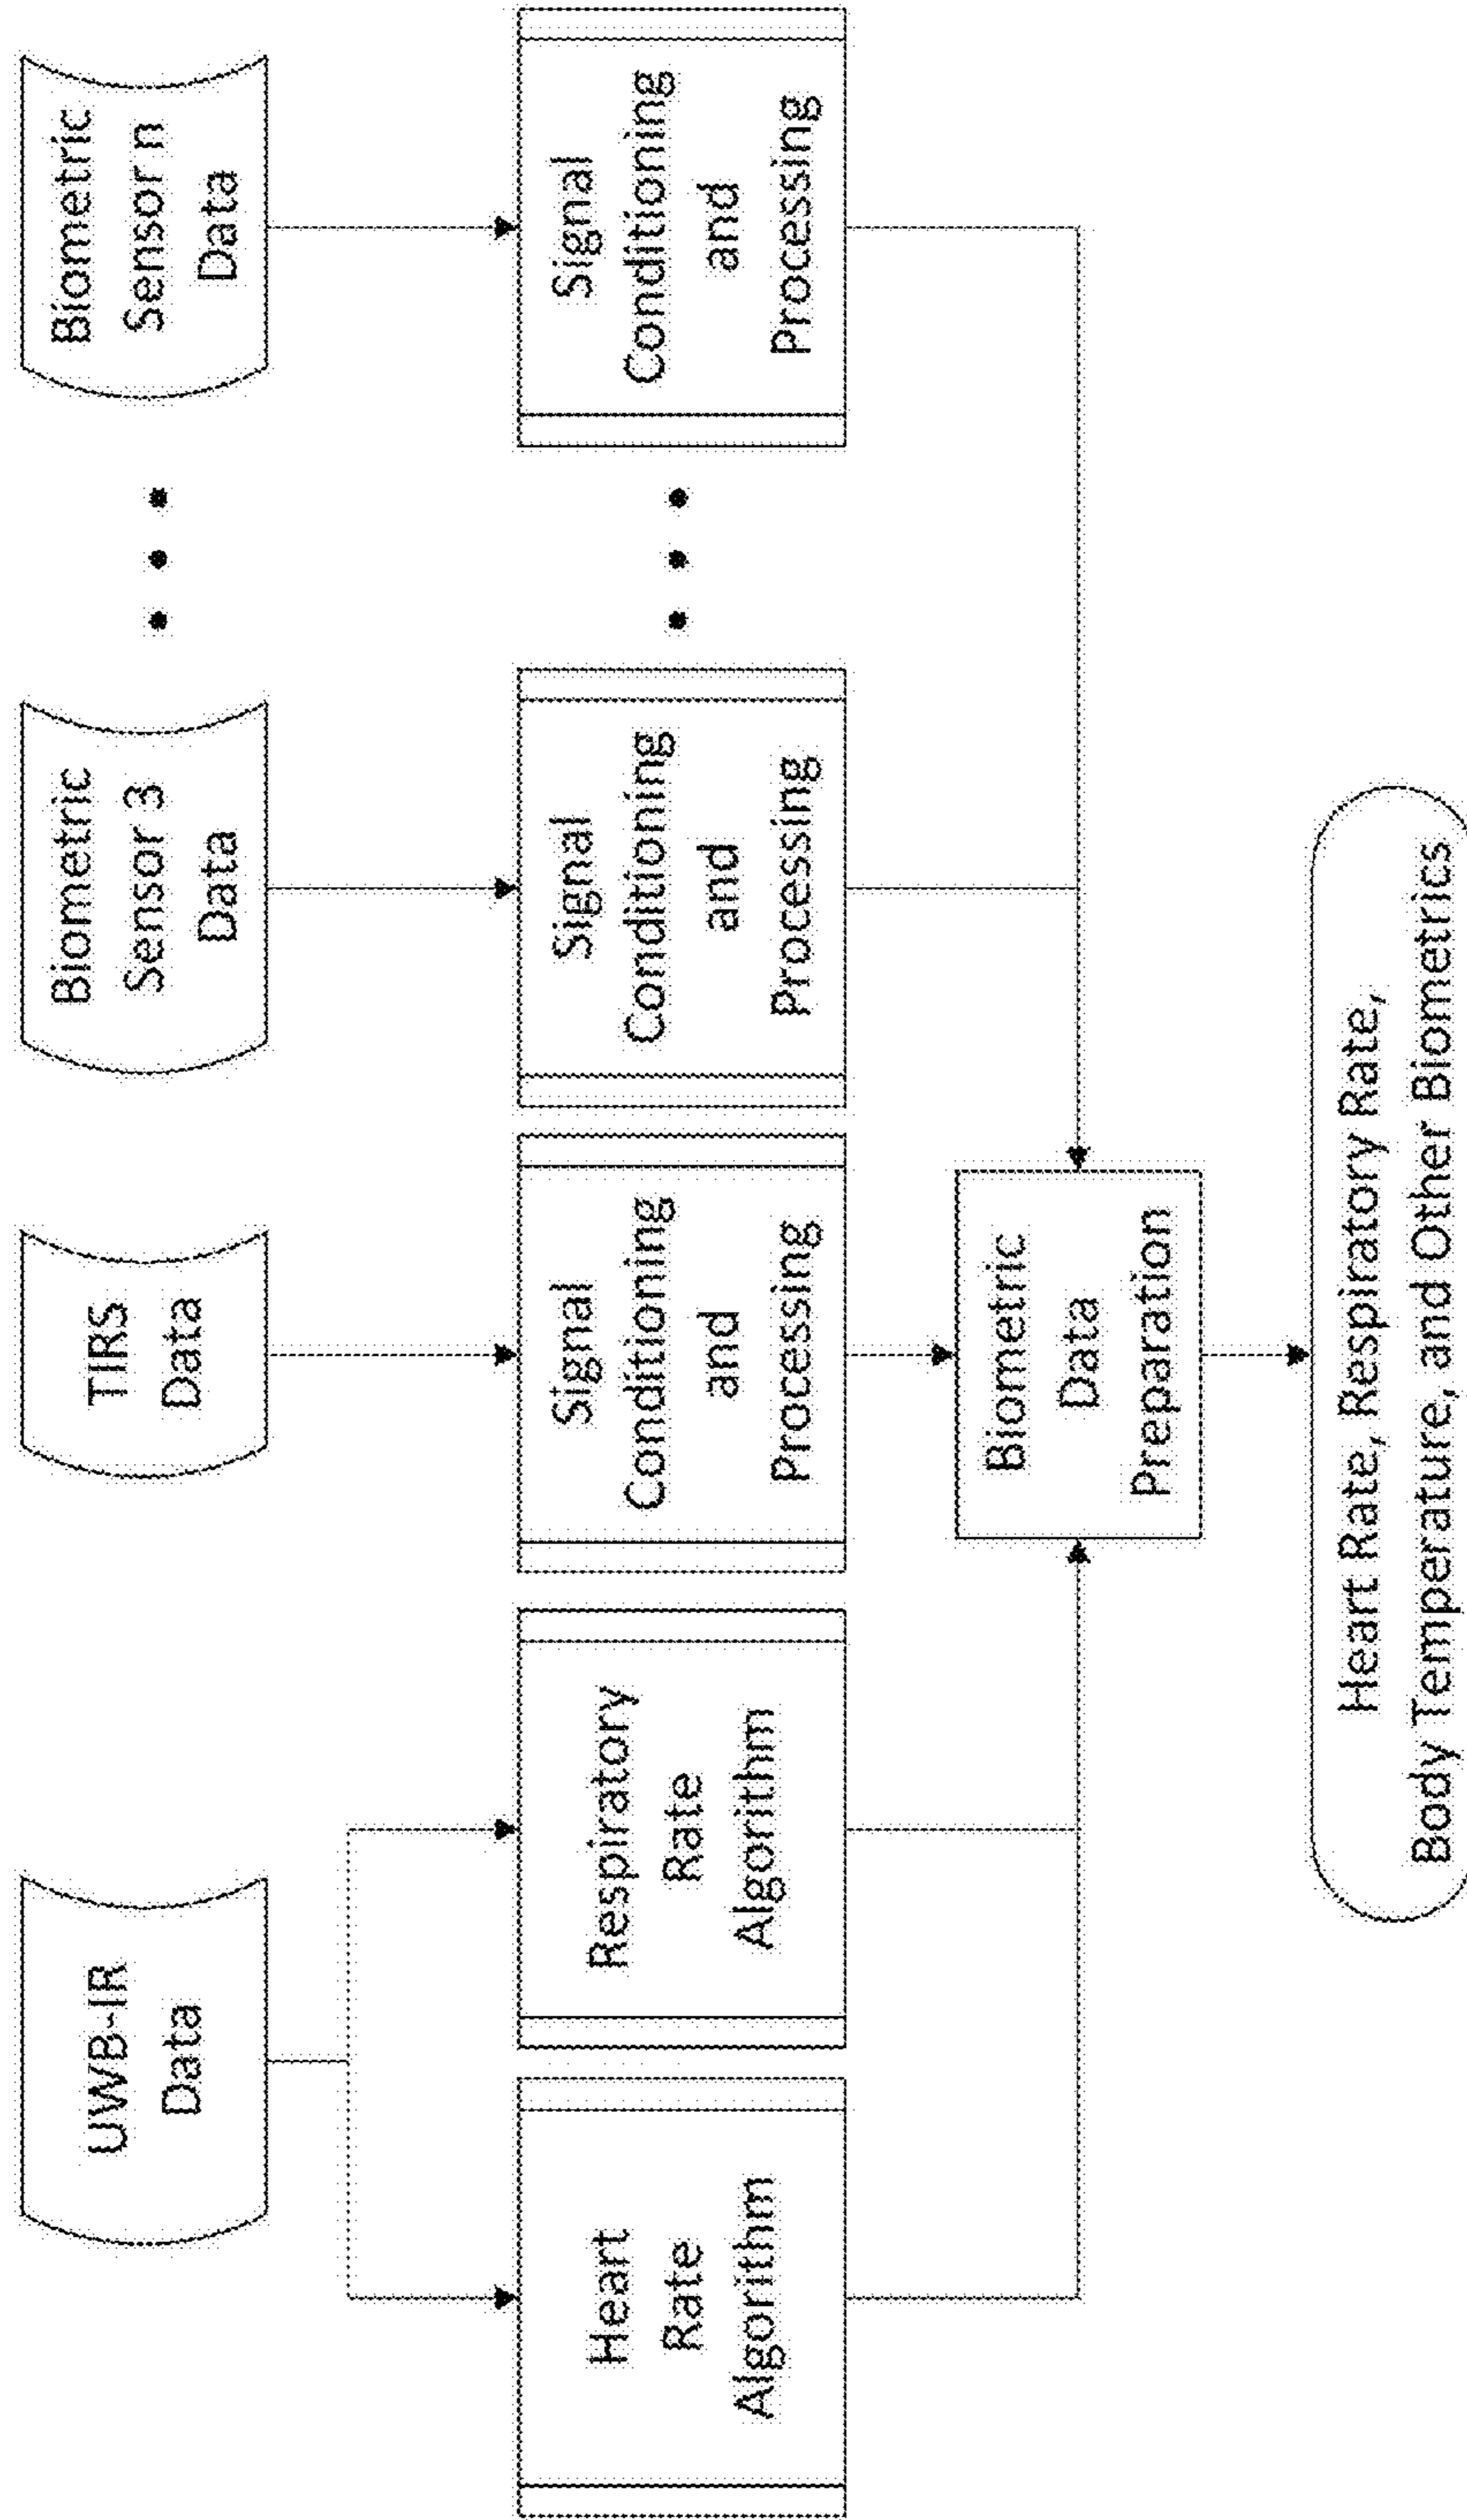 UWB-IR
Data
TIRS
Data
Biometric
Sensor 3
Data
Biometric
Sensor n
Data
Heart
Rate
Algorithm
Respiratory
Rate
Algorithm
Signal
Conditioning
and
Processing
Signal
Conditioning
and
Processing
Signal
Conditioning
and
Processing
Biometric
Data
Preparation
Heart Rate, Respiratory Rate,
Body Temperature, and Other Biometrics